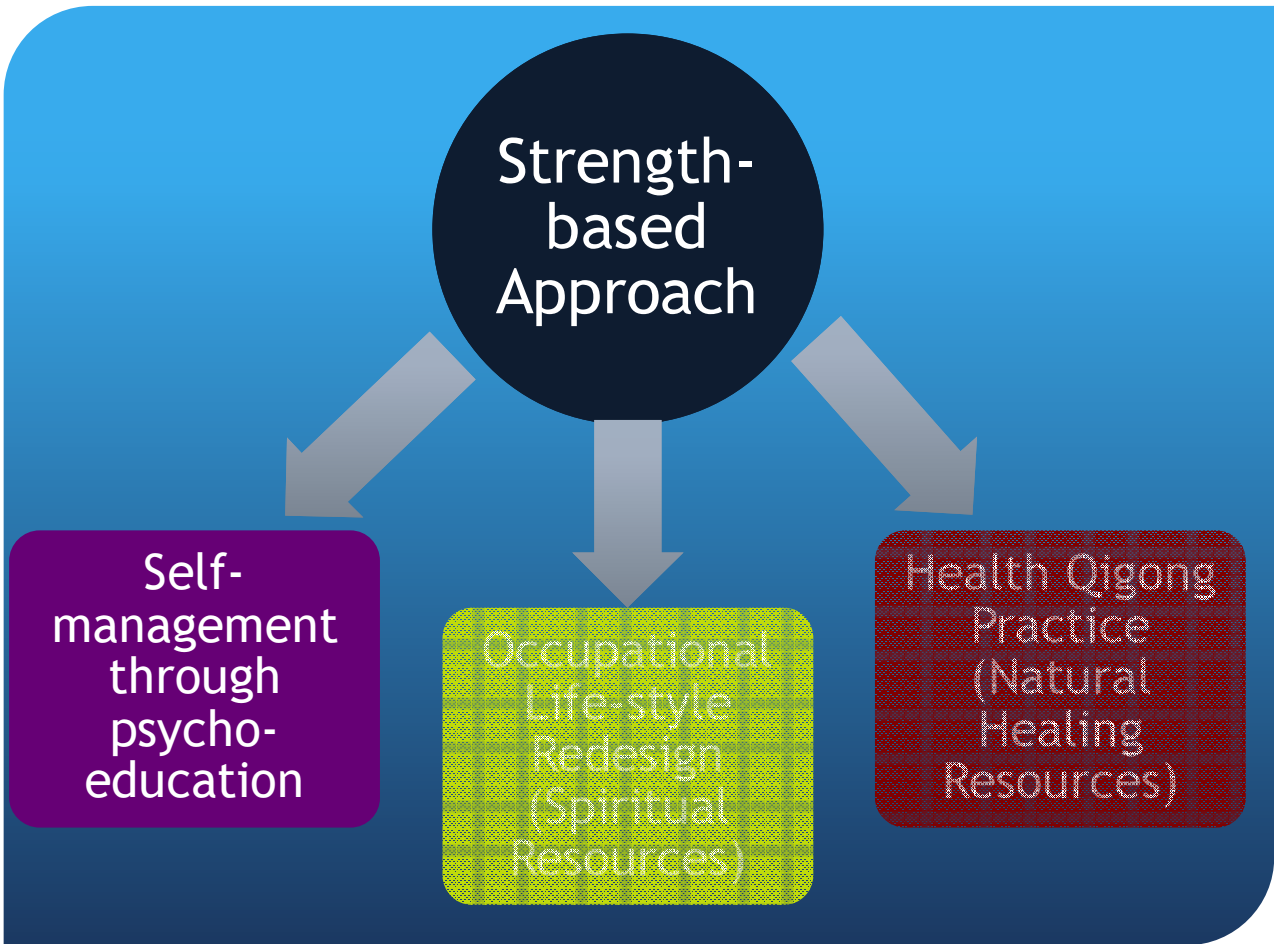 Strength-
based
Approach
Self-
management
through
psycho-
education
Occupational
Life-style
Redesign
(Spiritual
Resources)
Health Qigong
Practice
(Natural
Healing
Resources)